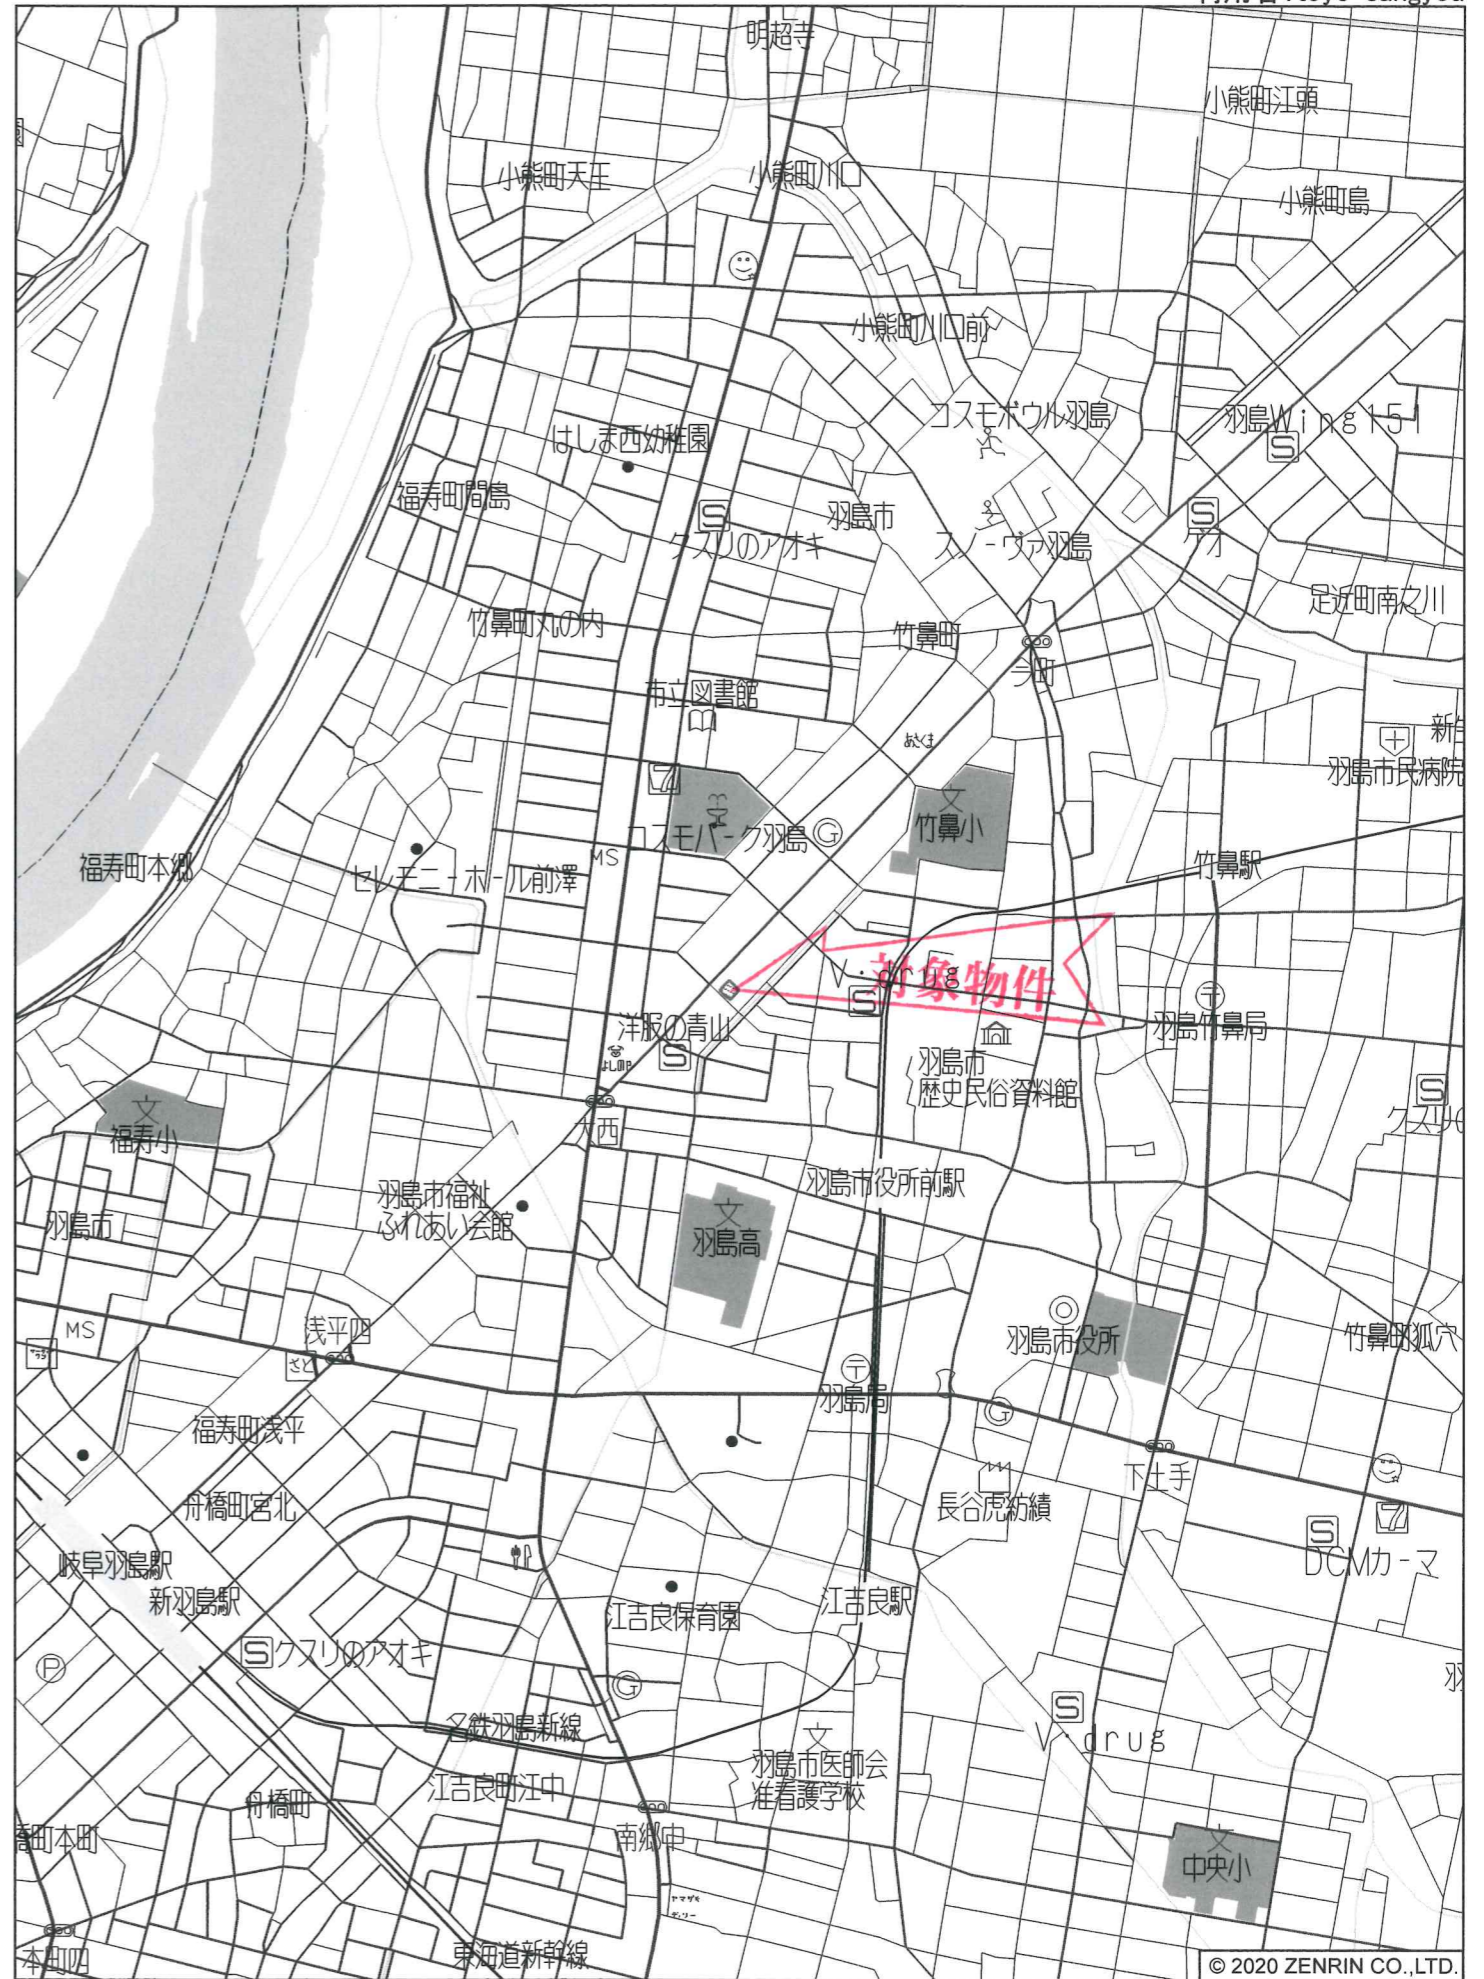 明超寺
小熊町江頭
小熊町天王
小熊町川口
小熊町島
小熊町川口前
コスモボウル羽島
羽島Wing151
はしま西幼稚園
福寿町間島
羽島市
クスリのアオキ
スノーヴァ羽島
足近町南之川
竹鼻町丸の内
竹鼻町
今町
市立図書館
羽島市民病院
コスモパーク羽島
竹鼻小
MS
セレモニーホール前澤
福寿町本郷
竹鼻駅
V・drug
対象物件
洋服の青山
羽島竹鼻局
羽島市
歴史民俗資料館
大西
福寿小
羽島市役所前駅
羽島市福祉
ふれあい会館
羽島市
羽島高
MS
浅平四
さと
羽島市役所
竹鼻町狐穴
羽島局
福寿町浅平
下土手
舟橋町宮北
長谷虎紡績
DCMカーマ
岐阜羽島駅
新羽島駅
江吉良保育園
江吉良駅
クスリのアオキ
名鉄羽島新線
V・drug
羽島市医師会
准看護学校
江吉良町江中
舟橋町
南郷中
中央小
東海道新幹線
本町四
© 2020 ZENRIN CO.,LTD.